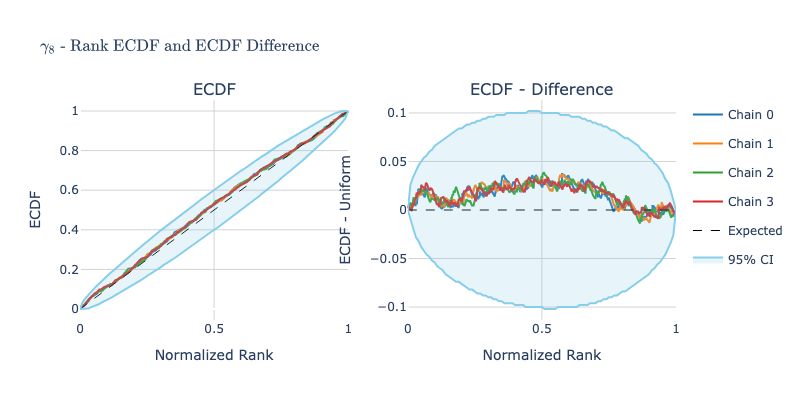 γ8 - Rank ECDF and ECDF Difference
ECDF
ECDF
1
0.8
0.6
0.4
0.2
0
0
0.5
1
Normalized Rank
ECDF - Difference
ECDF - Uniform
0.1
0.05
0
−0.05
−0.1
0
0.5
1
Normalized Rank
Chain 0
Chain 1
Chain 2
Chain 3
Expected
95% CI